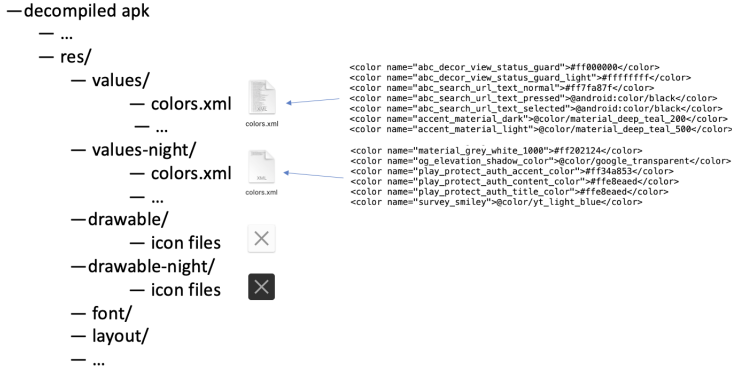 —decompiled apk
— ...
— res/
— values/
— colors.xml
— ...
— values-night/
— colors.xml
— ...
—drawable/
— icon files
—drawable-night/
— icon files
— font/
— layout/
— ...
XML
colors.xml
XML
colors.xml
<color name="abc_decor_view_status_guard">#ff000000</color>
<color name="abc_decor_view_status_guard_light">#ffffffff</color>
<color name="abc_search_url_text_normal">#ff7fa87f</color>
<color name="abc_search_url_text_pressed">@android:color/black</color>
<color name="abc_search_url_text_selected">@android:color/black</color>
<color name="accent_material_dark">@color/material_deep_teal_200</color>
<color name="accent_material_light">@color/material_deep_teal_500</color>
<color name="material_grey_white_1000">#ff202124</color>
<color name="og_elevation_shadow_color">@color/google_transparent</color>
<color name="play_protect_auth_accent_color">#ff34a853</color>
<color name="play_protect_auth_content_color">#ffe8eaed</color>
<color name="play_protect_auth_title_color">#ffe8eaed</color>
<color name="survey_smiley">@color/yt_light_blue</color>